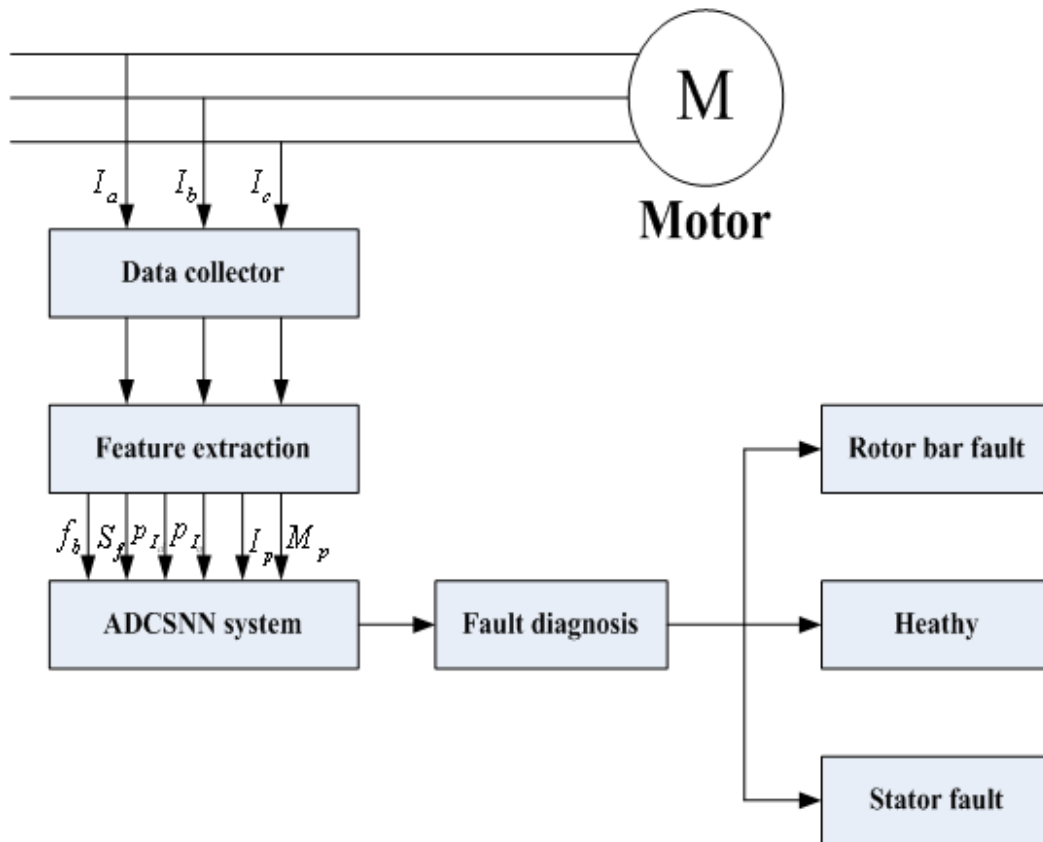 M
Motor
I_a I_b I_c
Data collector
Feature extraction
f_b S_f p_I p_I I_p M_p
ADCSNN system
Fault diagnosis
Rotor bar fault
Heathy
Stator fault